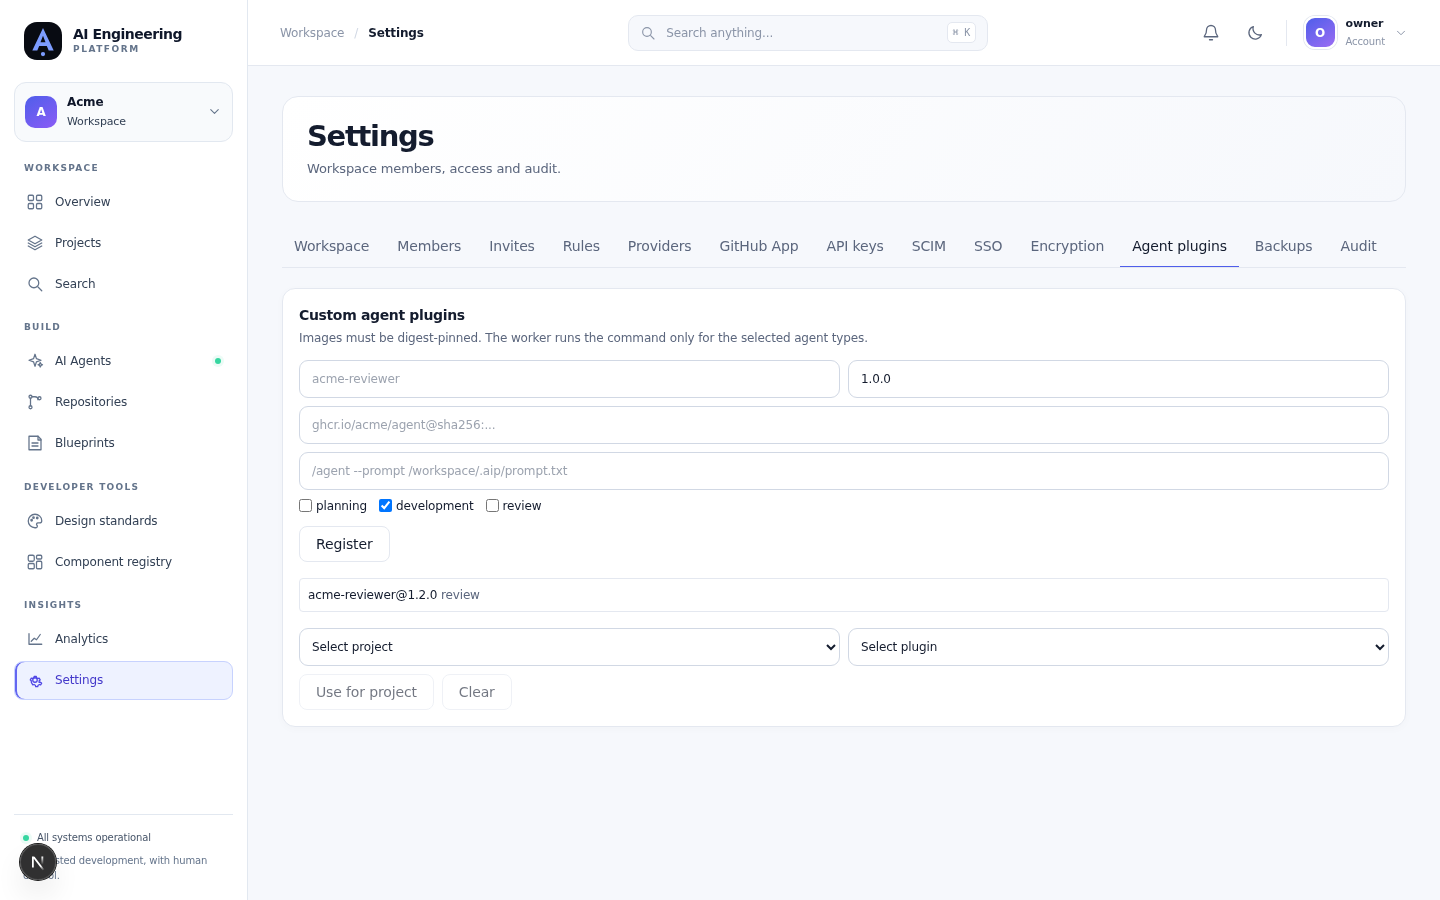 AI Engineering
PLATFORM
A
Acme
Workspace
WORKSPACE
Overview
Projects
Search
BUILD
AI Agents
Repositories
Blueprints
DEVELOPER TOOLS
Design standards
Component registry
INSIGHTS
Analytics
Settings
All systems operational
sted development, with human
N
Workspace / Settings
Search anything...
⌘ K
O
owner
Account
Settings
Workspace members, access and audit.
Workspace Members Invites Rules Providers GitHub App API keys SCIM SSO Encryption Agent plugins Backups Audit
Custom agent plugins
Images must be digest-pinned. The worker runs the command only for the selected agent types.
acme-reviewer
1.0.0
ghcr.io/acme/agent@sha256:...
/agent --prompt /workspace/.aip/prompt.txt
planning development review
Register
acme-reviewer@1.2.0 review
Select project
Select plugin
Use for project Clear